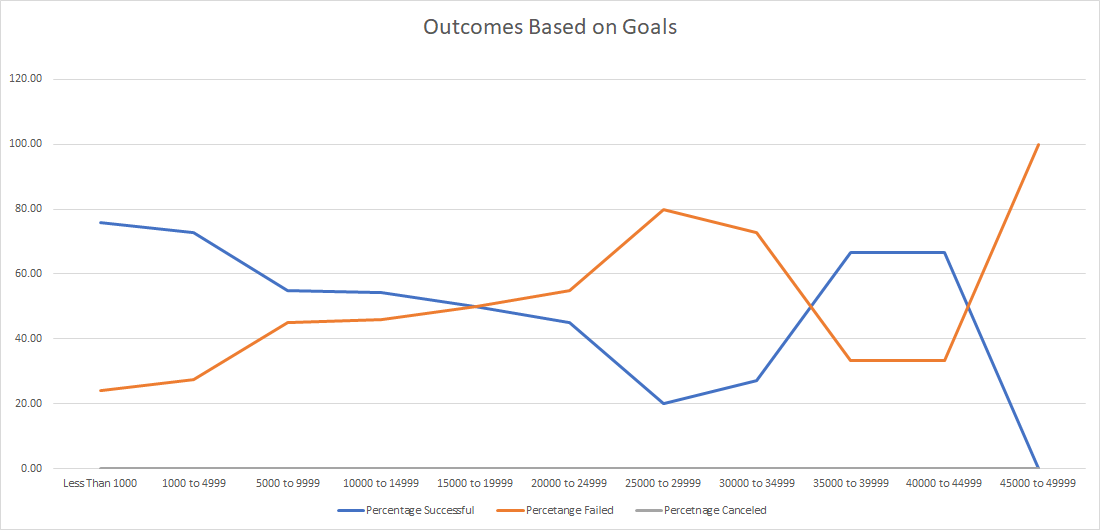 Outcomes Based on Goals
120.00
100.00
80.00
60.00
40.00
20.00
0.00
Less Than 1000 1000 to 4999 5000 to 9999 10000 to 14999 15000 to 19999 20000 to 24999 25000 to 29999 30000 to 34999 35000 to 39999 40000 to 44999 45000 to 49999
Percentage Successful Percetange Failed Percetnage Canceled